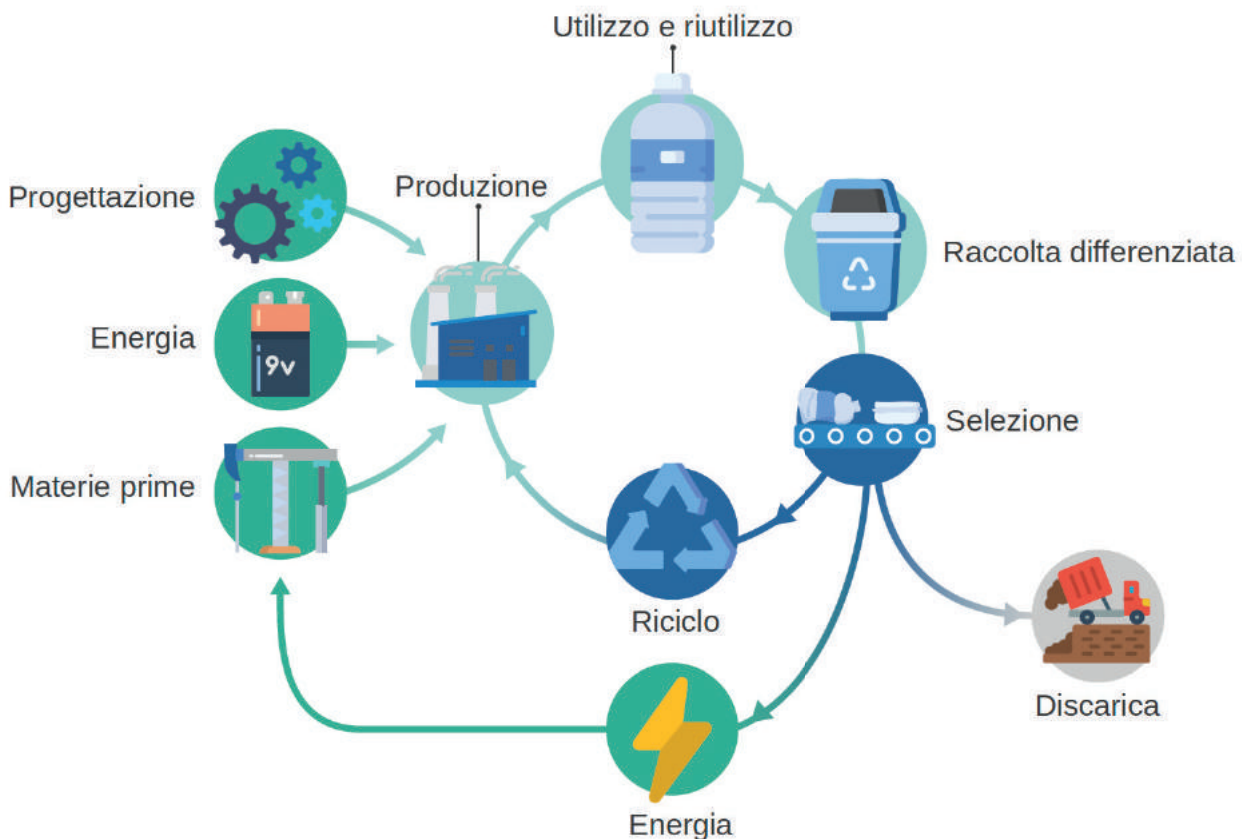 Utilizzo e riutilizzo
Progettazione
Produzione
Raccolta differenziata
Energia
9v
Selezione
Materie prime
Riciclo
Discarica
Energia